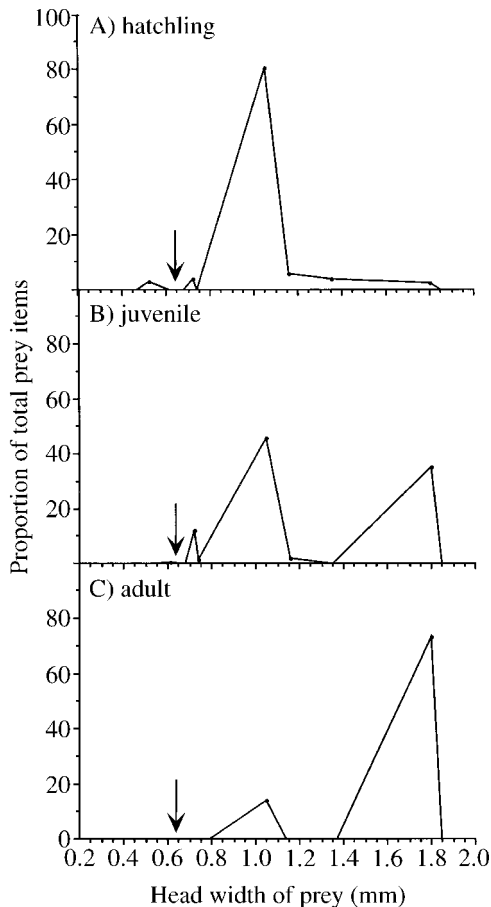 100
A) hatchling
80
60
40
20
B) juvenile
80
60
40
20
0
C) adult
80
60
40
20
0
0.2 0.4 0.6 0.8 1.0 1.2 1.4 1.6 1.8 2.0
Proportion of total prey items
Head width of prey (mm)